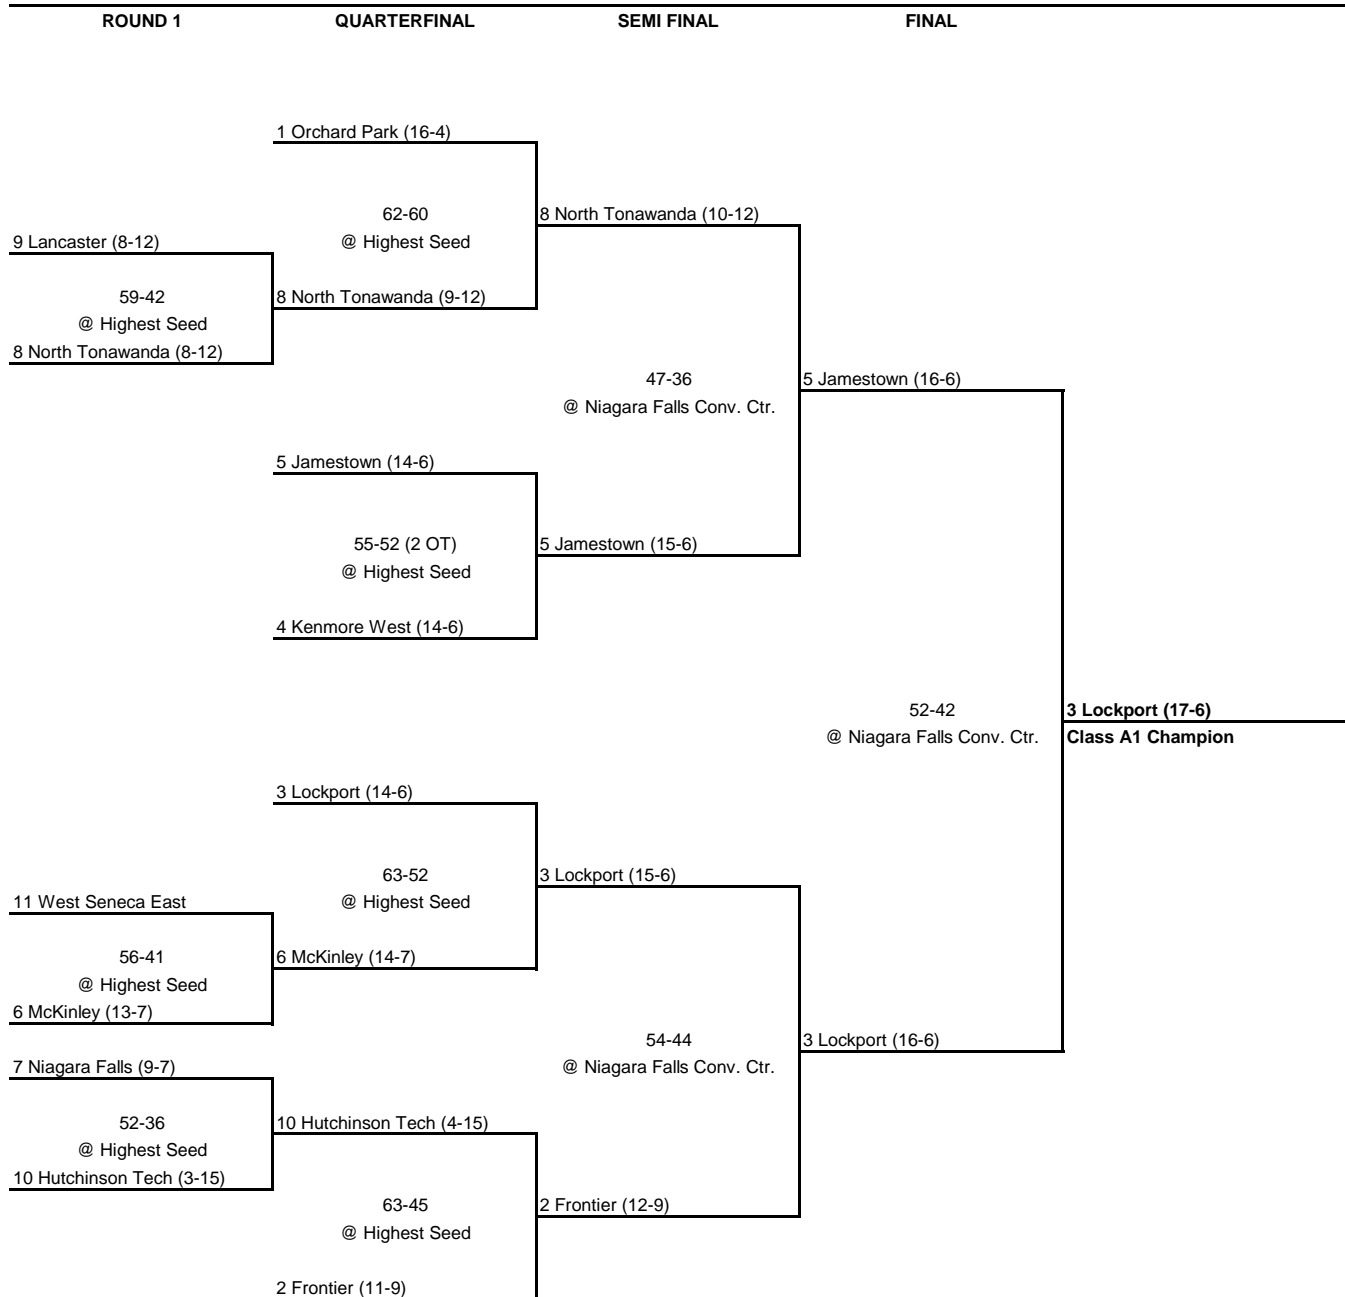 ROUND 1 QUARTERFINAL SEMI FINAL FINAL
1 Orchard Park (16-4)
62-60 8 North Tonawanda (10-12)
9 Lancaster (8-12) @ Highest Seed
59-42 8 North Tonawanda (9-12)
@ Highest Seed
8 North Tonawanda (8-12)
47-36 5 Jamestown (16-6)
@ Niagara Falls Conv. Ctr.
5 Jamestown (14-6)
55-52 (2 OT) 5 Jamestown (15-6)
@ Highest Seed
4 Kenmore West (14-6)
52-42 3 Lockport (17-6)
@ Niagara Falls Conv. Ctr. Class A1 Champion
3 Lockport (14-6)
63-52 3 Lockport (15-6)
11 West Seneca East @ Highest Seed
56-41 6 McKinley (14-7)
@ Highest Seed
6 McKinley (13-7)
54-44 3 Lockport (16-6)
7 Niagara Falls (9-7) @ Niagara Falls Conv. Ctr.
52-36 10 Hutchinson Tech (4-15)
@ Highest Seed
10 Hutchinson Tech (3-15)
63-45 2 Frontier (12-9)
@ Highest Seed
2 Frontier (11-9)